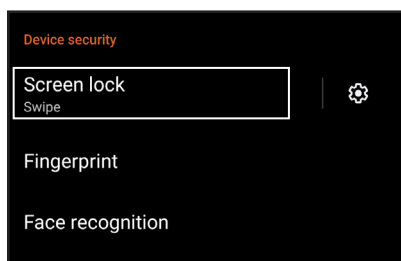 Device security
Screen lock
Swipe
Fingerprint
Face recognition